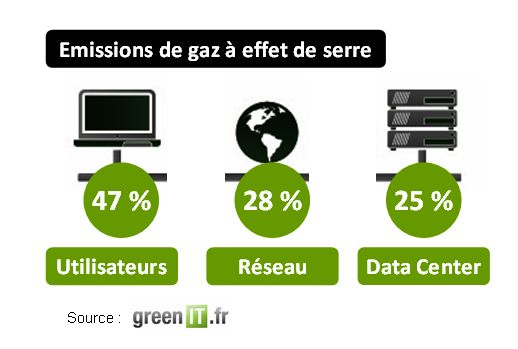 Emissions de gaz à effet de serre
47 % 28 % 25 %
Utilisateurs Réseau Data Center
Source : greenIT.fr